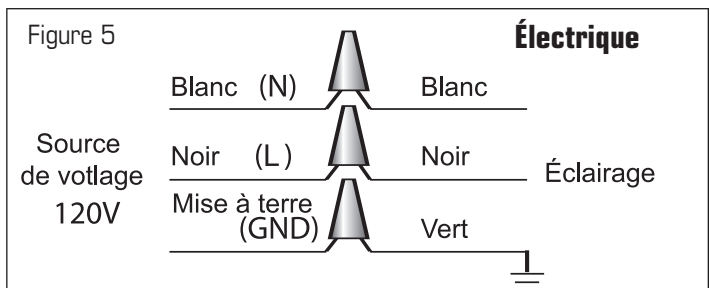 Figure 5
Électrique
Blanc (N)
Blanc
Source
de votlage
120V
Noir (L)
Noir
Éclairage
Mise à terre
(GND)
Vert